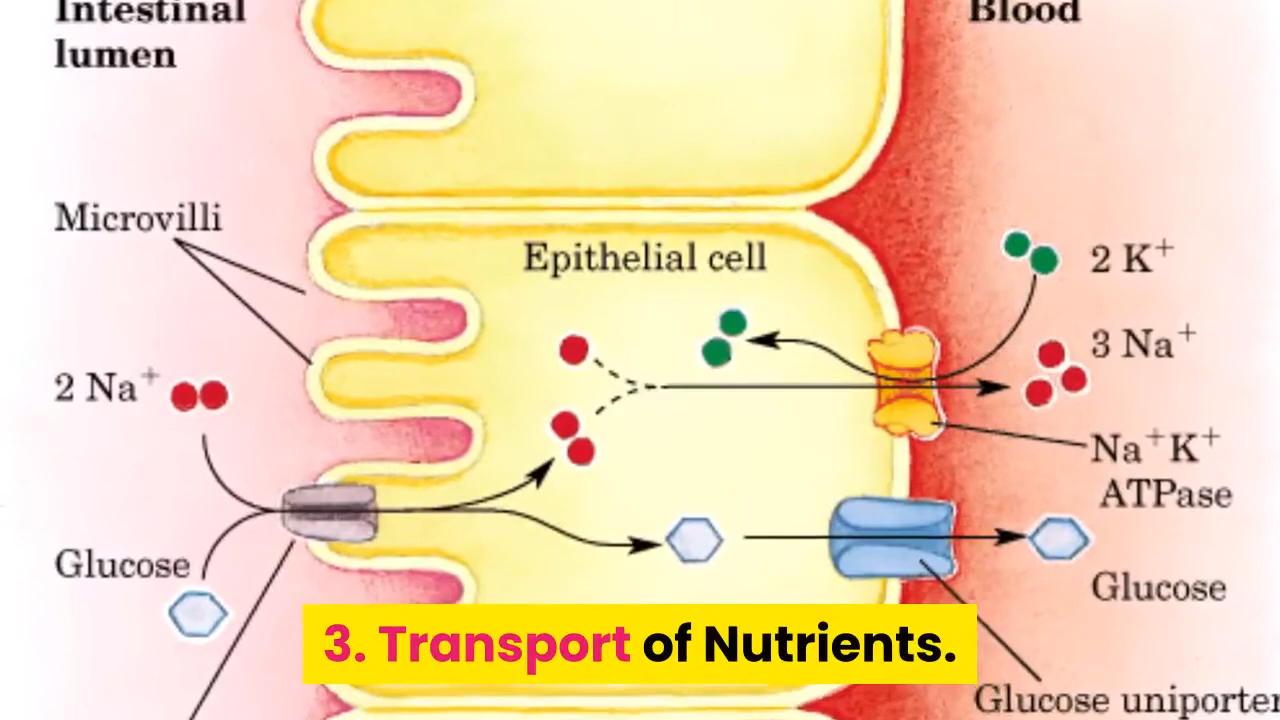 Intestinal
lumen
Blood
Microvilli
Epithelial cell
2 K⁺
3 Na⁺
2 Na⁺
Na⁺K⁺
ATPase
Glucose
Glucose
3. Transport of Nutrients.
Glucose uniporter